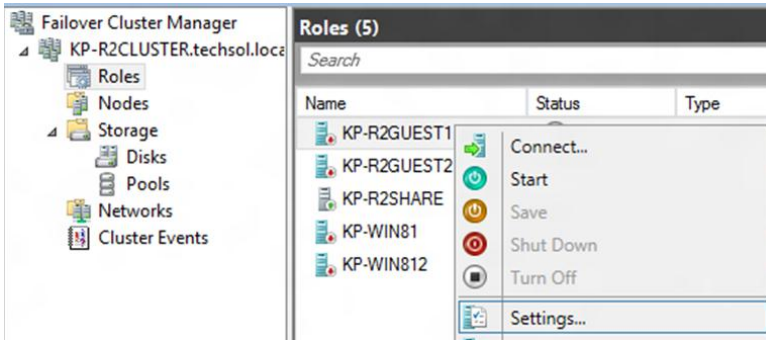 Failover Cluster Manager
KP-R2CLUSTER.techsol.loca
Roles
Nodes
Storage
Disks
Pools
Networks
Cluster Events
Roles (5)
Search
Name Status Type
KP-R2GUEST1
KP-R2GUEST2
KP-R2SHARE
KP-WIN81
KP-WIN812
Connect...
Start
Save
Shut Down
Turn Off
Settings...